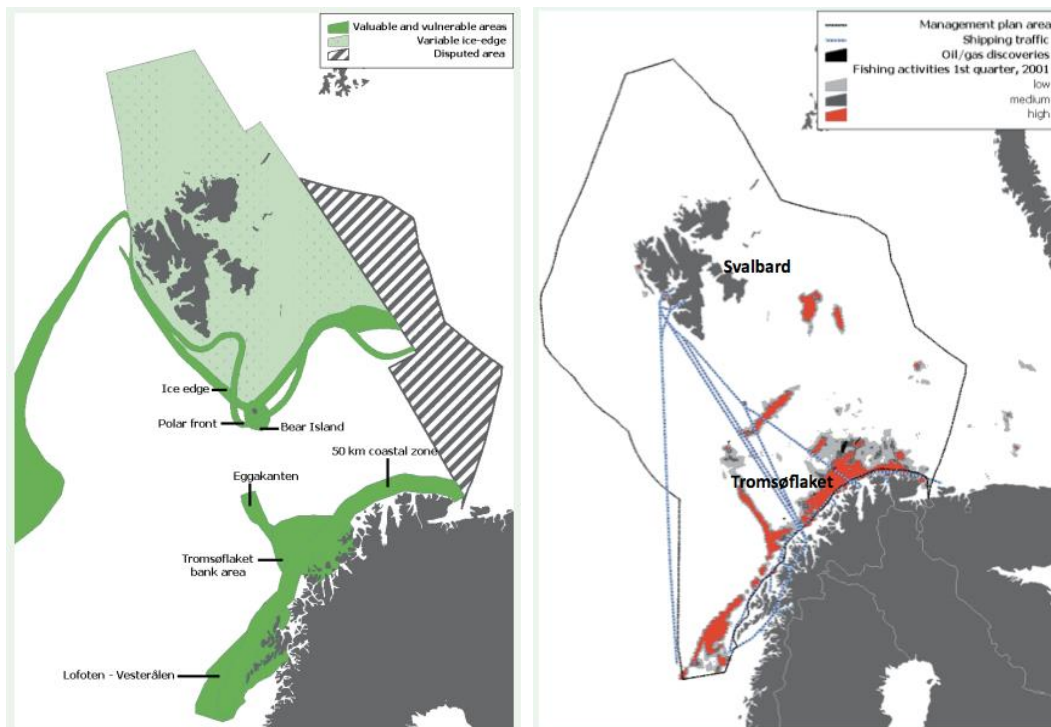 Valuable and vulnerable areas
Variable ice-edge
Disputed area
Ice edge
Polar front
Bear Island
50 km coastal zone
Eggakanten
Tromsøflaket
bank area
Lofoten - Vesterålen
Management plan area
Shipping traffic
Oil/gas discoveries
Fishing activities 1st quarter, 2001
low
medium
high
Svalbard
Tromsøflaket